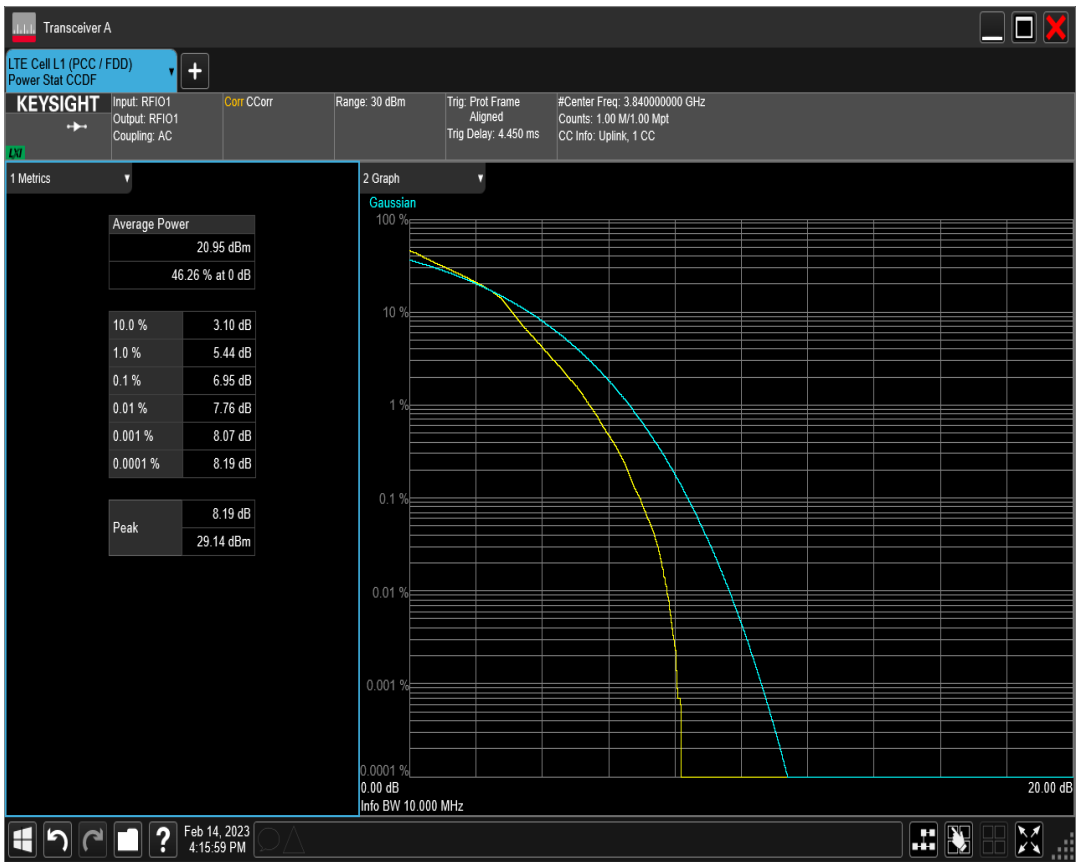 Transceiver A
LTE Cell L1 (PCC / FDD)
Power Stat CCDF
+
KEYSIGHT
LXI
Input: RFIO1
Output: RFIO1
Coupling: AC
Corr CCorr
Range: 30 dBm
Trig: Prot Frame
Aligned
Trig Delay: 4.450 ms
#Center Freq: 3.840000000 GHz
Counts: 1.00 M/1.00 Mpt
CC Info: Uplink, 1 CC
1 Metrics
Average Power
20.95 dBm
46.26 % at 0 dB
10.0 % 3.10 dB
1.0 % 5.44 dB
0.1 % 6.95 dB
0.01 % 7.76 dB
0.001 % 8.07 dB
0.0001 % 8.19 dB
Peak
8.19 dB
29.14 dBm
2 Graph
Gaussian
100 %
10 %
1 %
0.1 %
0.01 %
0.001 %
0.0001 %
0.00 dB 20.00 dB
Info BW 10.000 MHz
?
Feb 14, 2023
4:15:59 PM